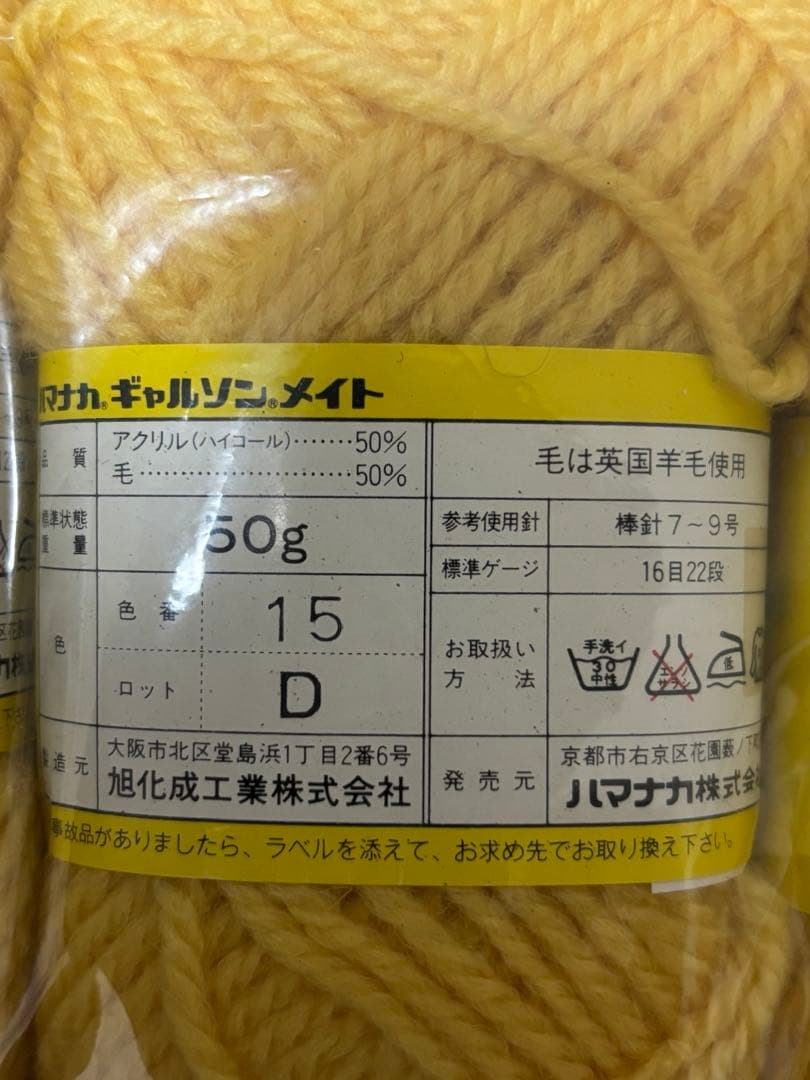 ハマナカ®ギャルソン®メイト
品質
アクリル(ハイコール)‥‥‥50%
毛‥‥‥‥‥‥‥‥‥‥50%
毛は英国羊毛使用
標準状態
重量
50g
参考使用針
棒針7~9号
標準ゲージ
16目22段
色
色番
15
ロット
D
お取扱い
方法
手洗イ
30
中性
エンソ
サラシ
低
製造元
大阪市北区堂島浜1丁目2番6号
旭化成工業株式会社
発売元
京都市右京区花園薮ノ下町
ハマナカ株式会
事故品がありましたら、ラベルを添えて、お求め先でお取り換え下さい。